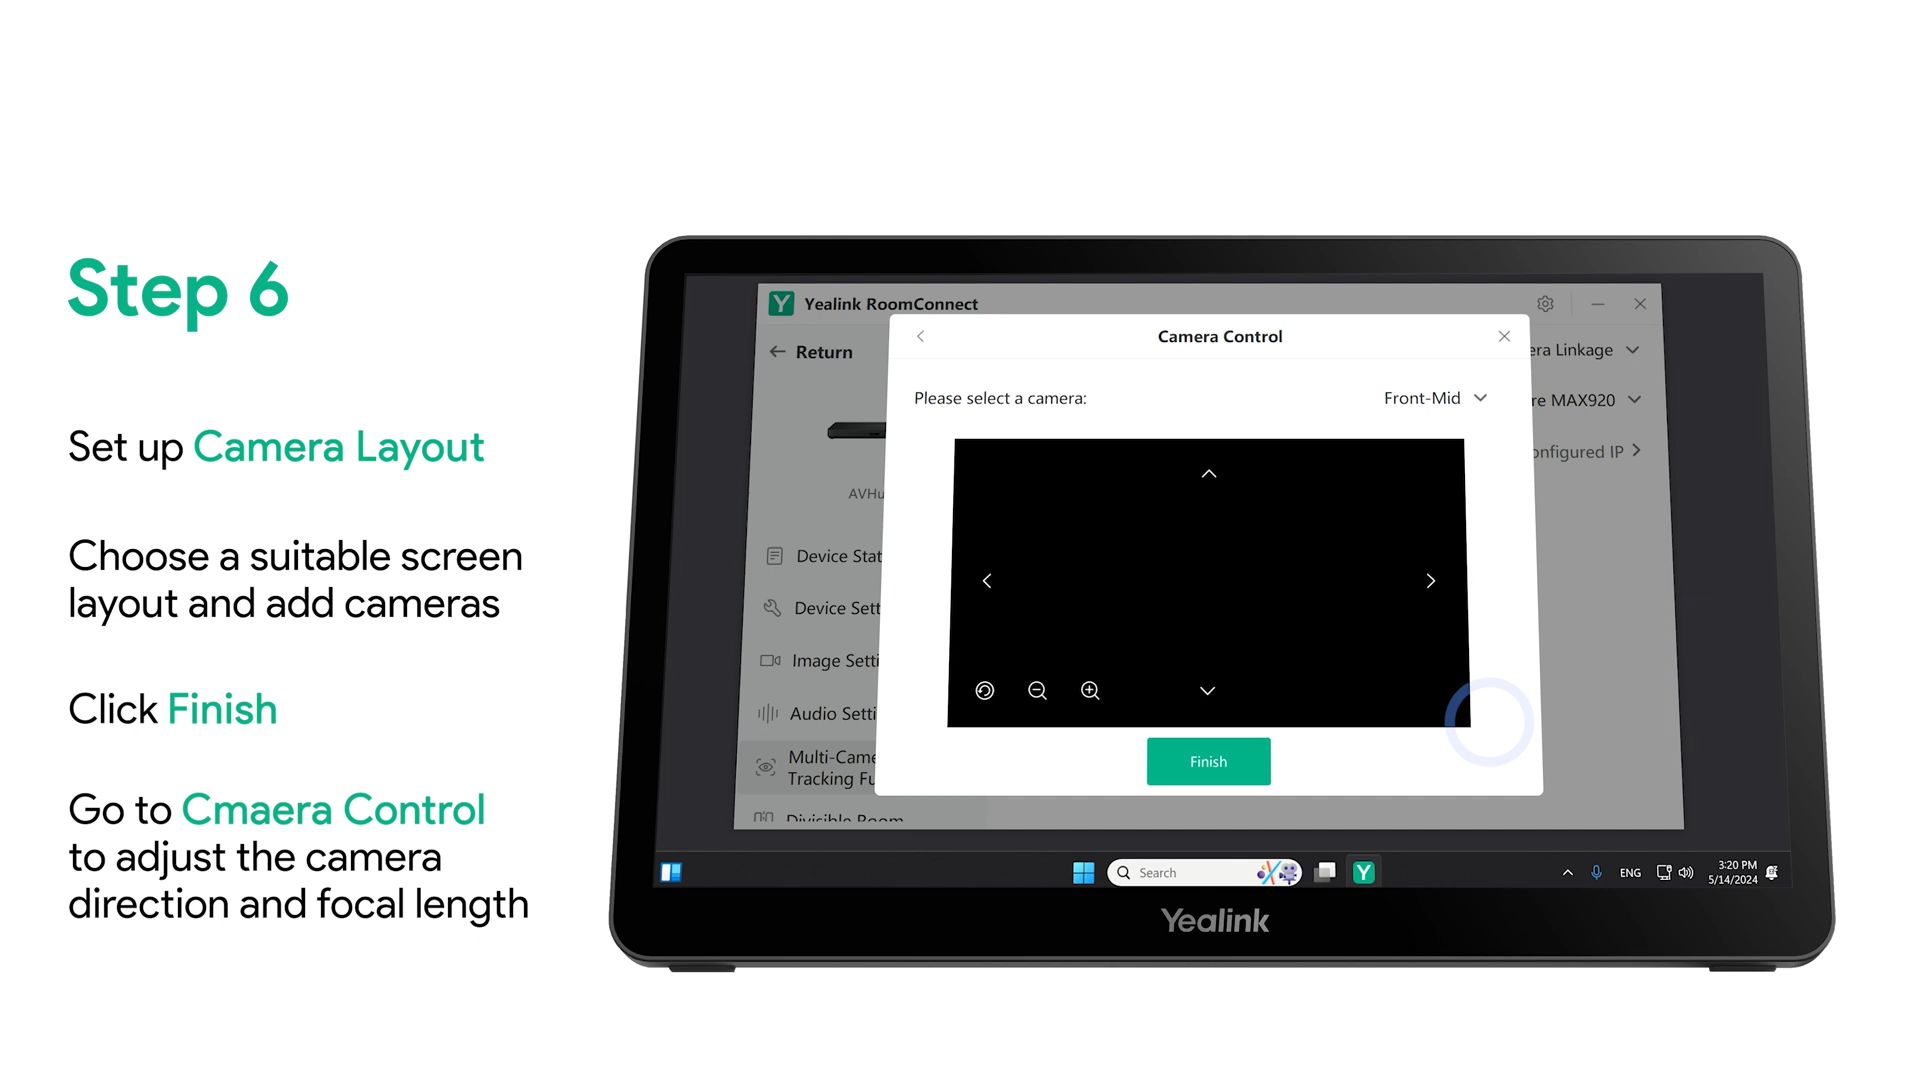 Step 6
Set up Camera Layout
Choose a suitable screen
layout and add cameras
Click Finish
Go to Cmaera Control
to adjust the camera
direction and focal length
Y Yealink RoomConnect
Return
Camera Control
era Linkage
Please select a camera:
Front-Mid
re MAX920
onfigured IP
AVHu
Device Stat
Device Sett
Image Setti
Audio Setti
Multi-Came
Tracking Fu
Finish
Divisible Room
Search
Y
ENG
3:20 PM
5/14/2024
Yealink